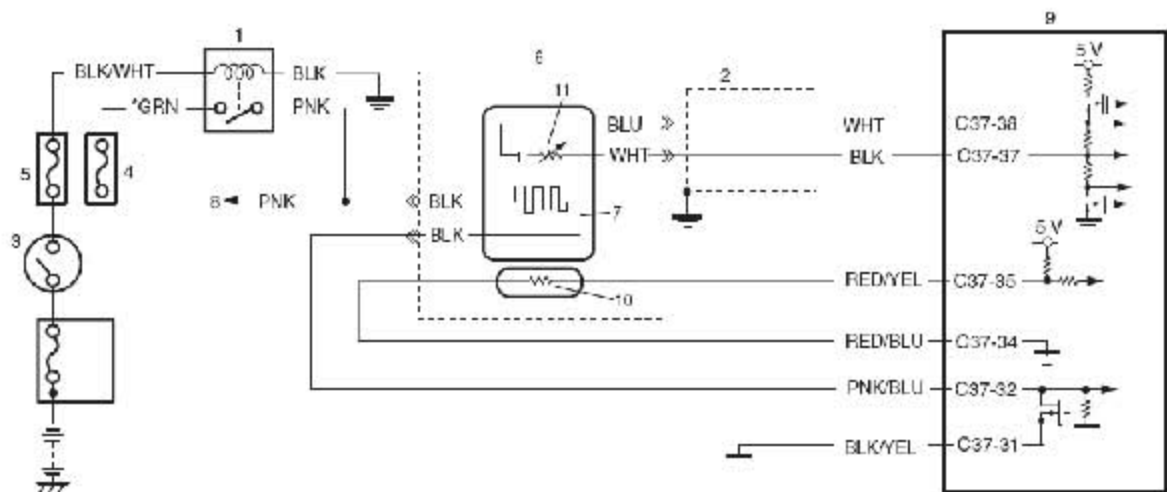 9
1
5 V
BLK/WHT
BLK
6
2
11
*GRN
PNK
BLU
WHT
C37-38
WHT
BLK
C37-37
5
4
8
PNK
BLK
7
3
BLK
5 V
10
RED/YEL
C37-35
RED/BLU
C37-34
PNK/BLU
C37-32
BLK/YEL
C37-31